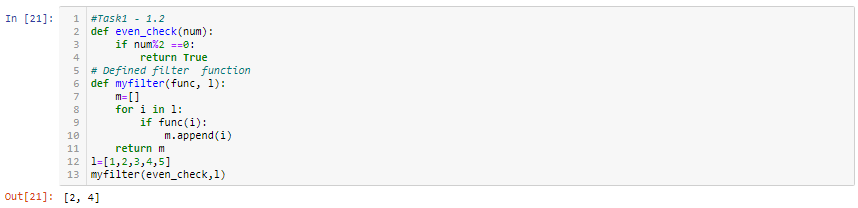 In [21]:
1 #Task1 - 1.2
2 def even_check(num):
3     if num%2 ==0:
4         return True
5 # Defined filter  function
6 def myfilter(func, l):
7     m=[]
8     for i in l:
9         if func(i):
10             m.append(i)
11     return m
12 l=[1,2,3,4,5]
13 myfilter(even_check,l)
Out[21]: [2, 4]